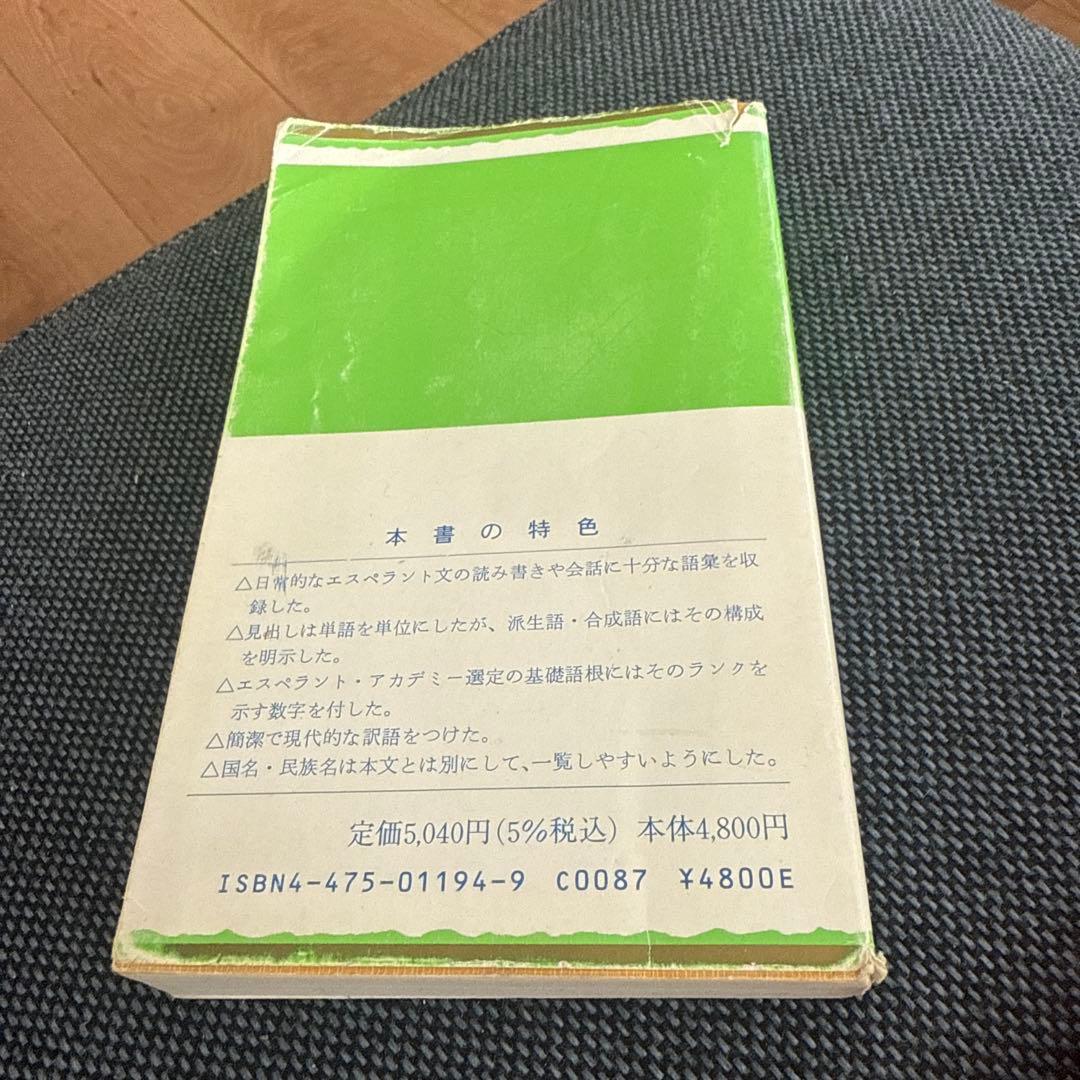 本書の特色
△日常的なエスペラント文の読み書きや会話に十分な語彙を収
録した。
△見出しは単語を単位にしたが、派生語・合成語にはその構成
を明示した。
△エスペラント・アカデミー選定の基礎語根にはそのランクを
示す数字を付した。
△簡潔で現代的な訳語をつけた。
△国名・民族名は本文とは別にして、一覧しやすいようにした。
定価5,040円(5%税込) 本体4,800円
ISBN4-475-01194-9 C0087 ¥4800E